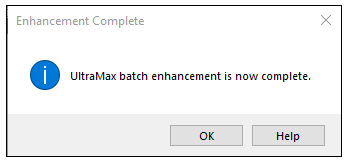 Enhancement Complete
UltraMax batch enhancement is now complete.
OK
Help